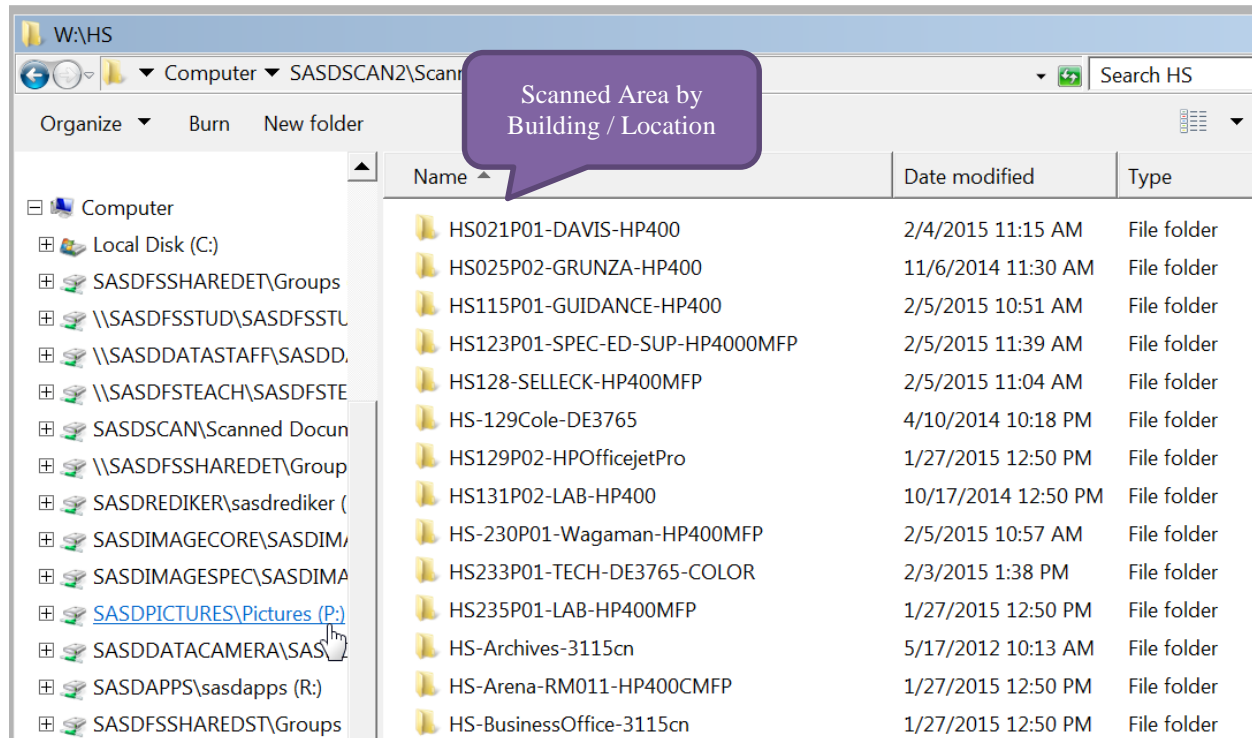 W:\HS
Computer SASDSCAN2\Scann
Search HS
Scanned Area by
Building / Location
Organize Burn New folder
Name Date modified Type
Computer
Local Disk (C:)
SASDFSSHAREDET\Groups
\\SASDFSSTUD\SASDFSSTU
\\SASDDATASTAFF\SASDD
\\SASDFSTEACH\SASDFSTE
SASDSCAN\Scanned Docun
\\SASDFSSHAREDET\Group
SASDREDIKER\sasdrediker (
SASDIMAGECORE\SASDIM
SASDIMAGESPEC\SASDIMA
SASDPICTURES\Pictures (P:)
SASDDATACAMERA\SAS
SASDAPPS\sasdapps (R:)
SASDFSSHAREDST\Groups
HS021P01-DAVIS-HP400 2/4/2015 11:15 AM File folder
HS025P02-GRUNZA-HP400 11/6/2014 11:30 AM File folder
HS115P01-GUIDANCE-HP400 2/5/2015 10:51 AM File folder
HS123P01-SPEC-ED-SUP-HP4000MFP 2/5/2015 11:39 AM File folder
HS128-SELLECK-HP400MFP 2/5/2015 11:04 AM File folder
HS-129Cole-DE3765 4/10/2014 10:18 PM File folder
HS129P02-HPOfficejetPro 1/27/2015 12:50 PM File folder
HS131P02-LAB-HP400 10/17/2014 12:50 PM File folder
HS-230P01-Wagaman-HP400MFP 2/5/2015 10:57 AM File folder
HS233P01-TECH-DE3765-COLOR 2/3/2015 1:38 PM File folder
HS235P01-LAB-HP400MFP 1/27/2015 12:50 PM File folder
HS-Archives-3115cn 5/17/2012 10:13 AM File folder
HS-Arena-RM011-HP400CMFP 1/27/2015 12:50 PM File folder
HS-BusinessOffice-3115cn 1/27/2015 12:50 PM File folder